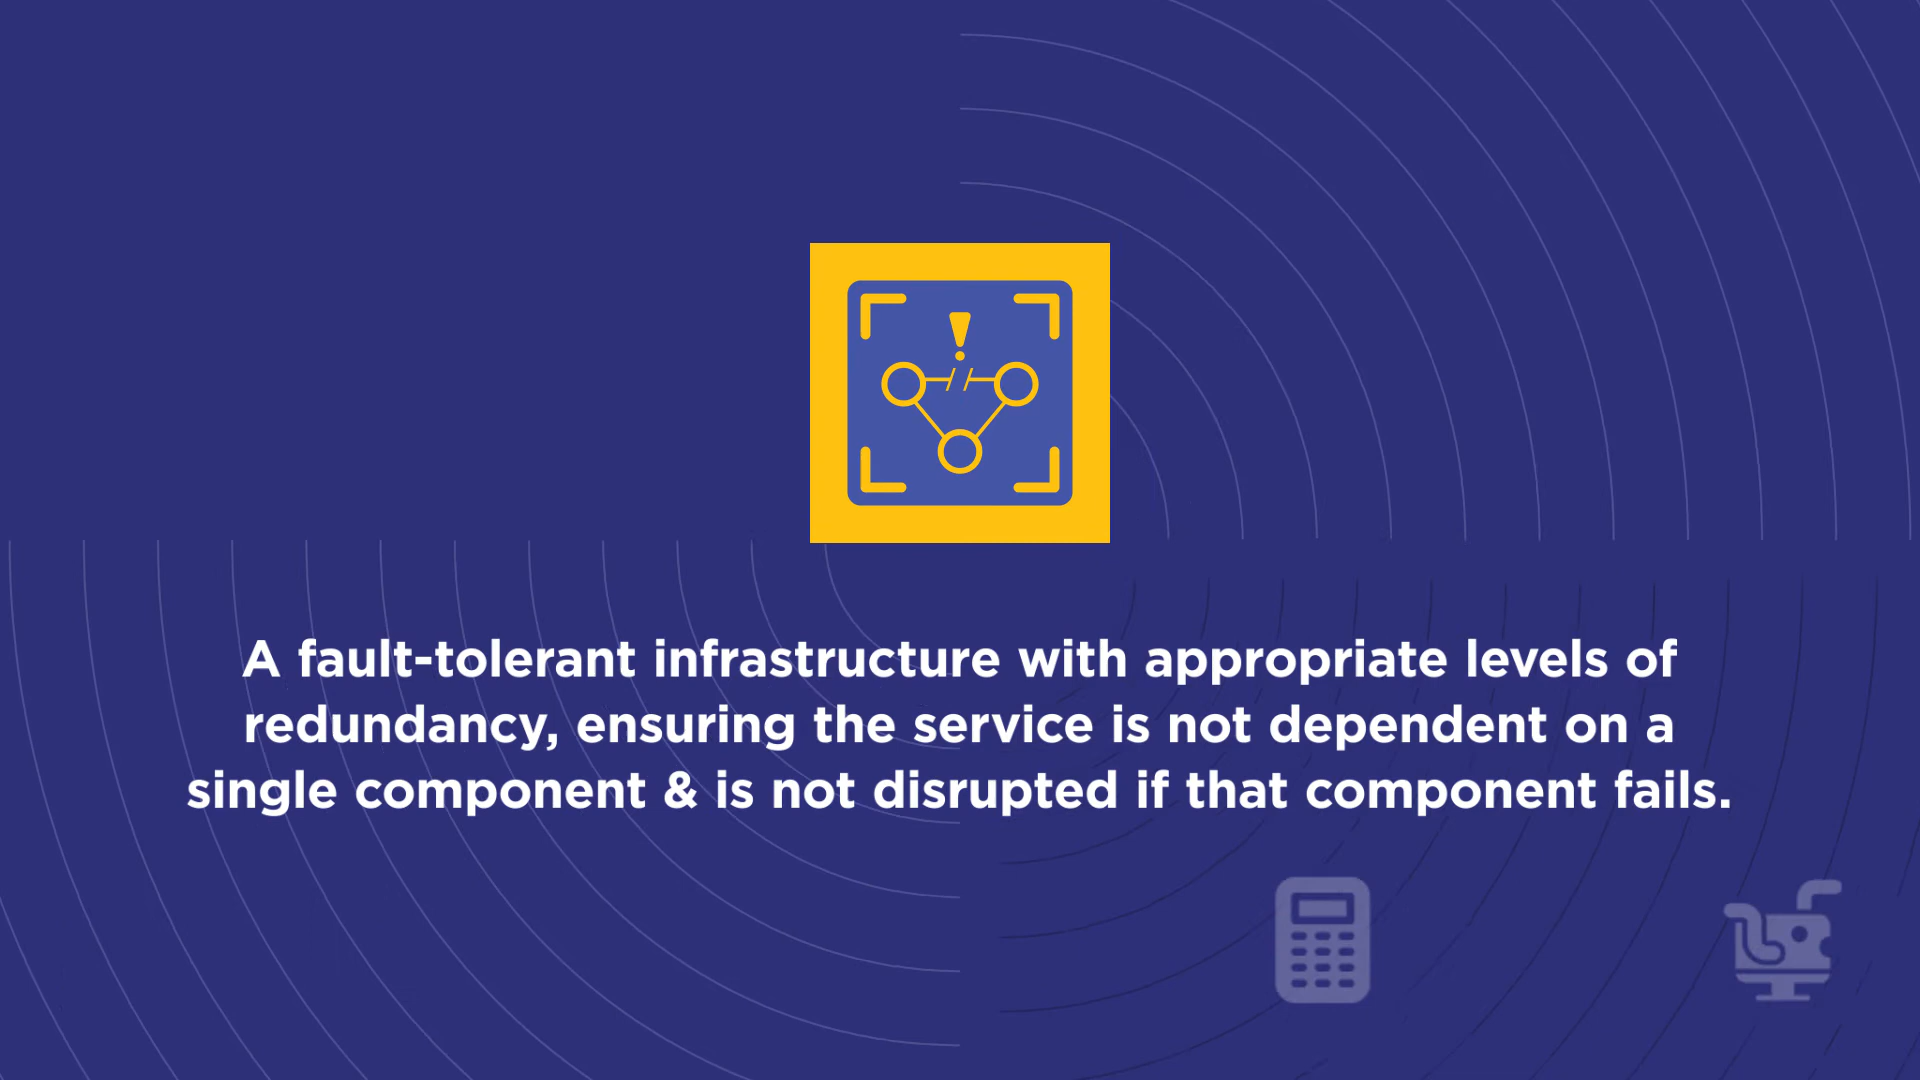 A fault-tolerant infrastructure with appropriate levels of
redundancy, ensuring the service is not dependent on a
single component & is not disrupted if that component fails.